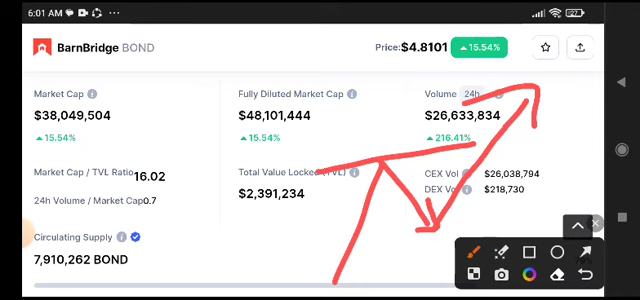 6:01 AM
27
BarnBridge BOND
Price:$4.8101
15.54%
Market Cap
Fully Diluted Market Cap
Volume 24h
$38,049,504
$48,101,444
$26,633,834
15.54%
15.54%
216.41%
Market Cap / TVL Ratio 16.02
Total Value Locked (TVL)
CEX Vol $26,038,794
DEX Vol $218,730
$2,391,234
24h Volume / Market Cap 0.7
Circulating Supply
7,910,262 BOND